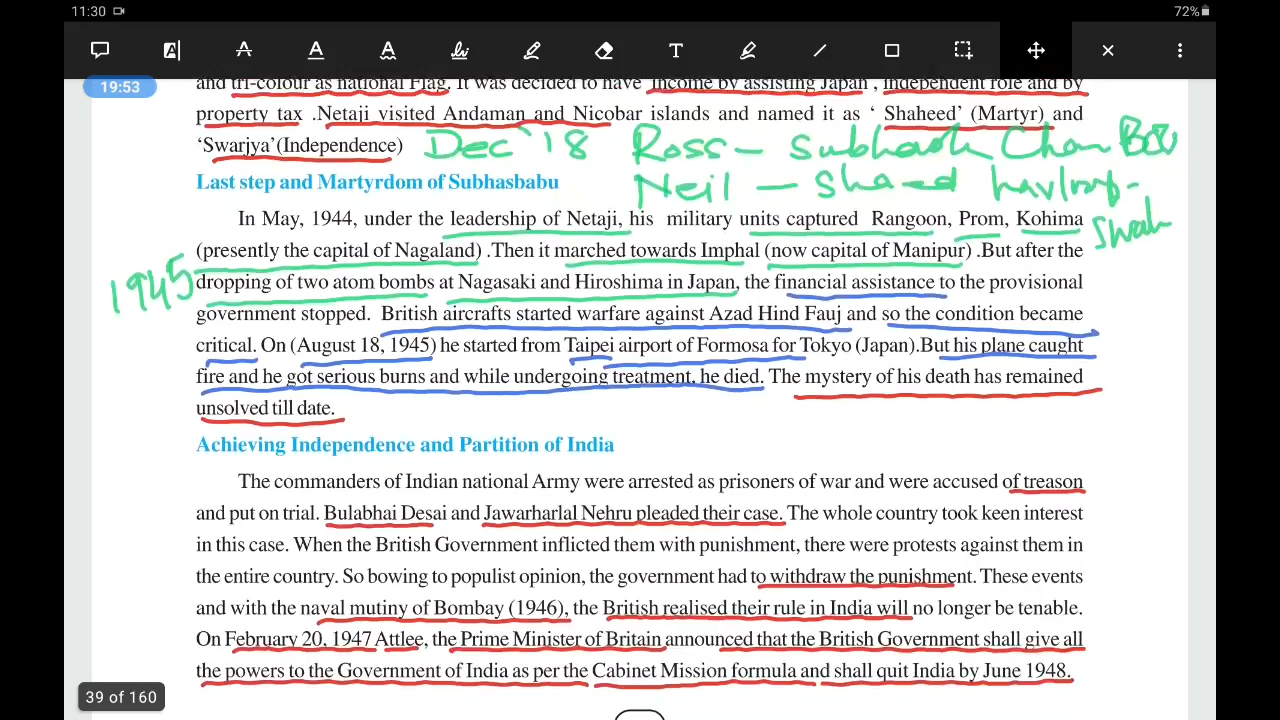 11:30
72%
19:53
and tri-colour as national Flag. It was decided to have Income by assisting Japan , independent role and by
property tax .Netaji visited Andaman and Nicobar islands and named it as ‘ Shaheed’ (Martyr) and
‘Swarjya’(Independence)
Dec '18 Ross – Subhash Chan
Neil –
Last step and Martyrdom of Subhasbabu
In May, 1944, under the leadership of Netaji, his military units captured Rangoon, Prom, Kohima
(presently the capital of Nagaland) .Then it marched towards Imphal (now capital of Manipur) .But after the
1945
dropping of two atom bombs at Nagasaki and Hiroshima in Japan, the financial assistance to the provisional
government stopped. British aircrafts started warfare against Azad Hind Fauj and so the condition became
critical. On (August 18, 1945) he started from Taipei airport of Formosa for Tokyo (Japan).But his plane caught
fire and he got serious burns and while undergoing treatment, he died. The mystery of his death has remained
unsolved till date.
Achieving Independence and Partition of India
The commanders of Indian national Army were arrested as prisoners of war and were accused of treason
and put on trial. Bulabhai Desai and Jawarharlal Nehru pleaded their case. The whole country took keen interest
in this case. When the British Government inflicted them with punishment, there were protests against them in
the entire country. So bowing to populist opinion, the government had to withdraw the punishment. These events
and with the naval mutiny of Bombay (1946), the British realised their rule in India will no longer be tenable.
On February 20, 1947 Attlee, the Prime Minister of Britain announced that the British Government shall give all
the powers to the Government of India as per the Cabinet Mission formula and shall quit India by June 1948.
39 of 160